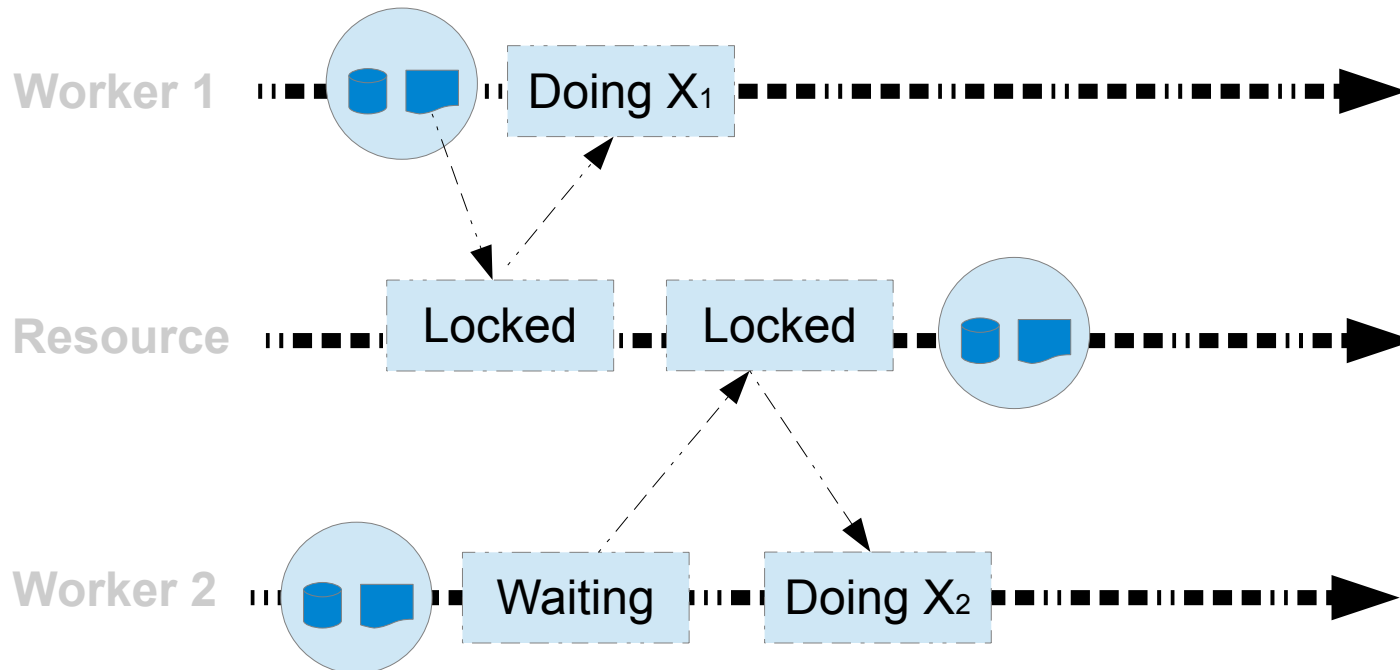 Worker 1
Doing X₁
Resource
Locked
Locked
Worker 2
Waiting
Doing X₂